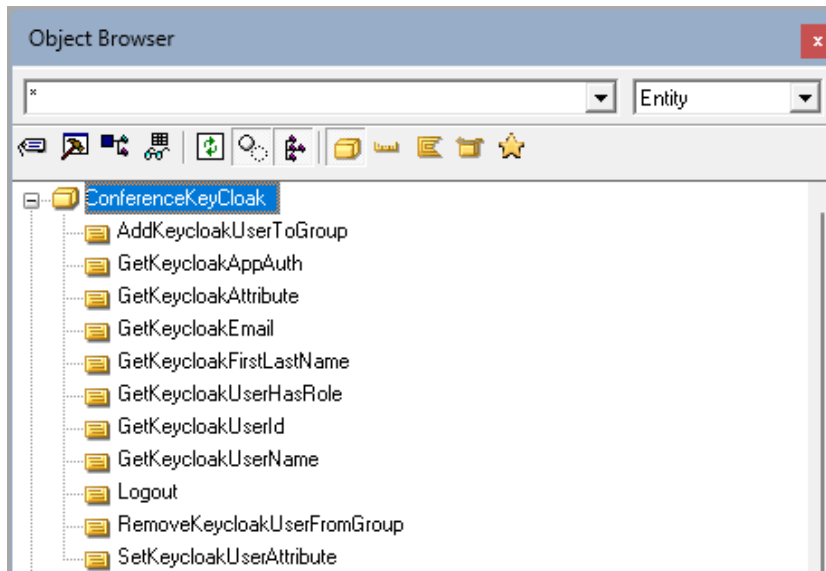 Object Browser
x
*
Entity
ConferenceKeyCloak
AddKeycloakUserToGroup
GetKeycloakAppAuth
GetKeycloakAttribute
GetKeycloakEmail
GetKeycloakFirstLastName
GetKeycloakUserHasRole
GetKeycloakUserId
GetKeycloakUserName
Logout
RemoveKeycloakUserFromGroup
SetKeycloakUserAttribute